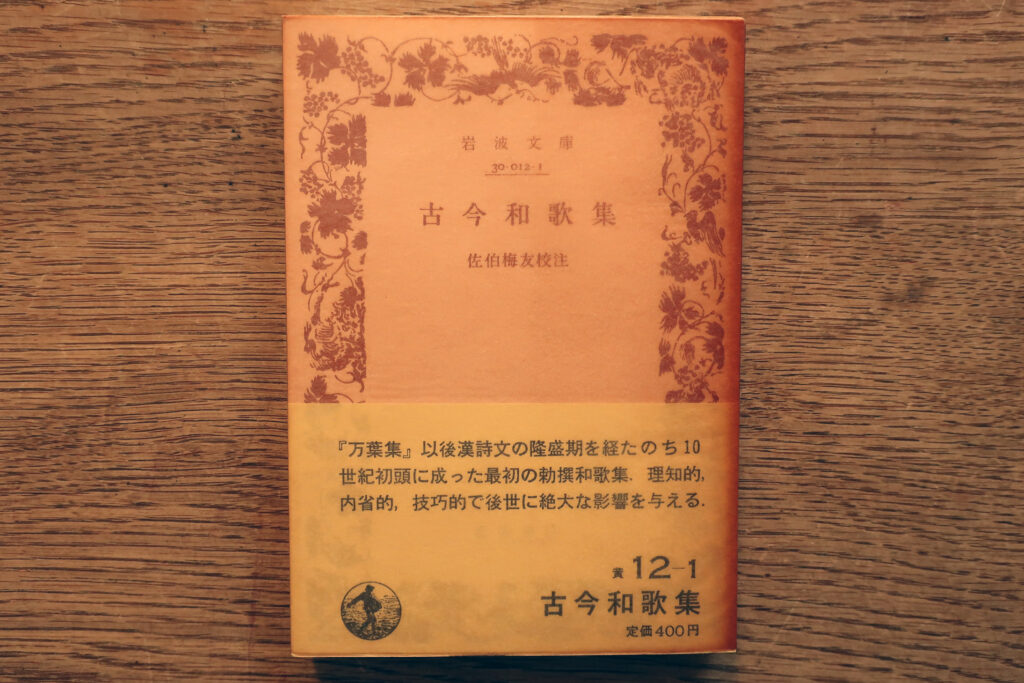 岩波文庫
30-012-1
古今和歌集
佐伯梅友校注
『万葉集』以後漢詩文の隆盛期を経たのち10
世紀初頭に成った最初の勅撰和歌集．理知的，
内省的，技巧的で後世に絶大な影響を与える．
黄 12-1
古今和歌集
定価400円